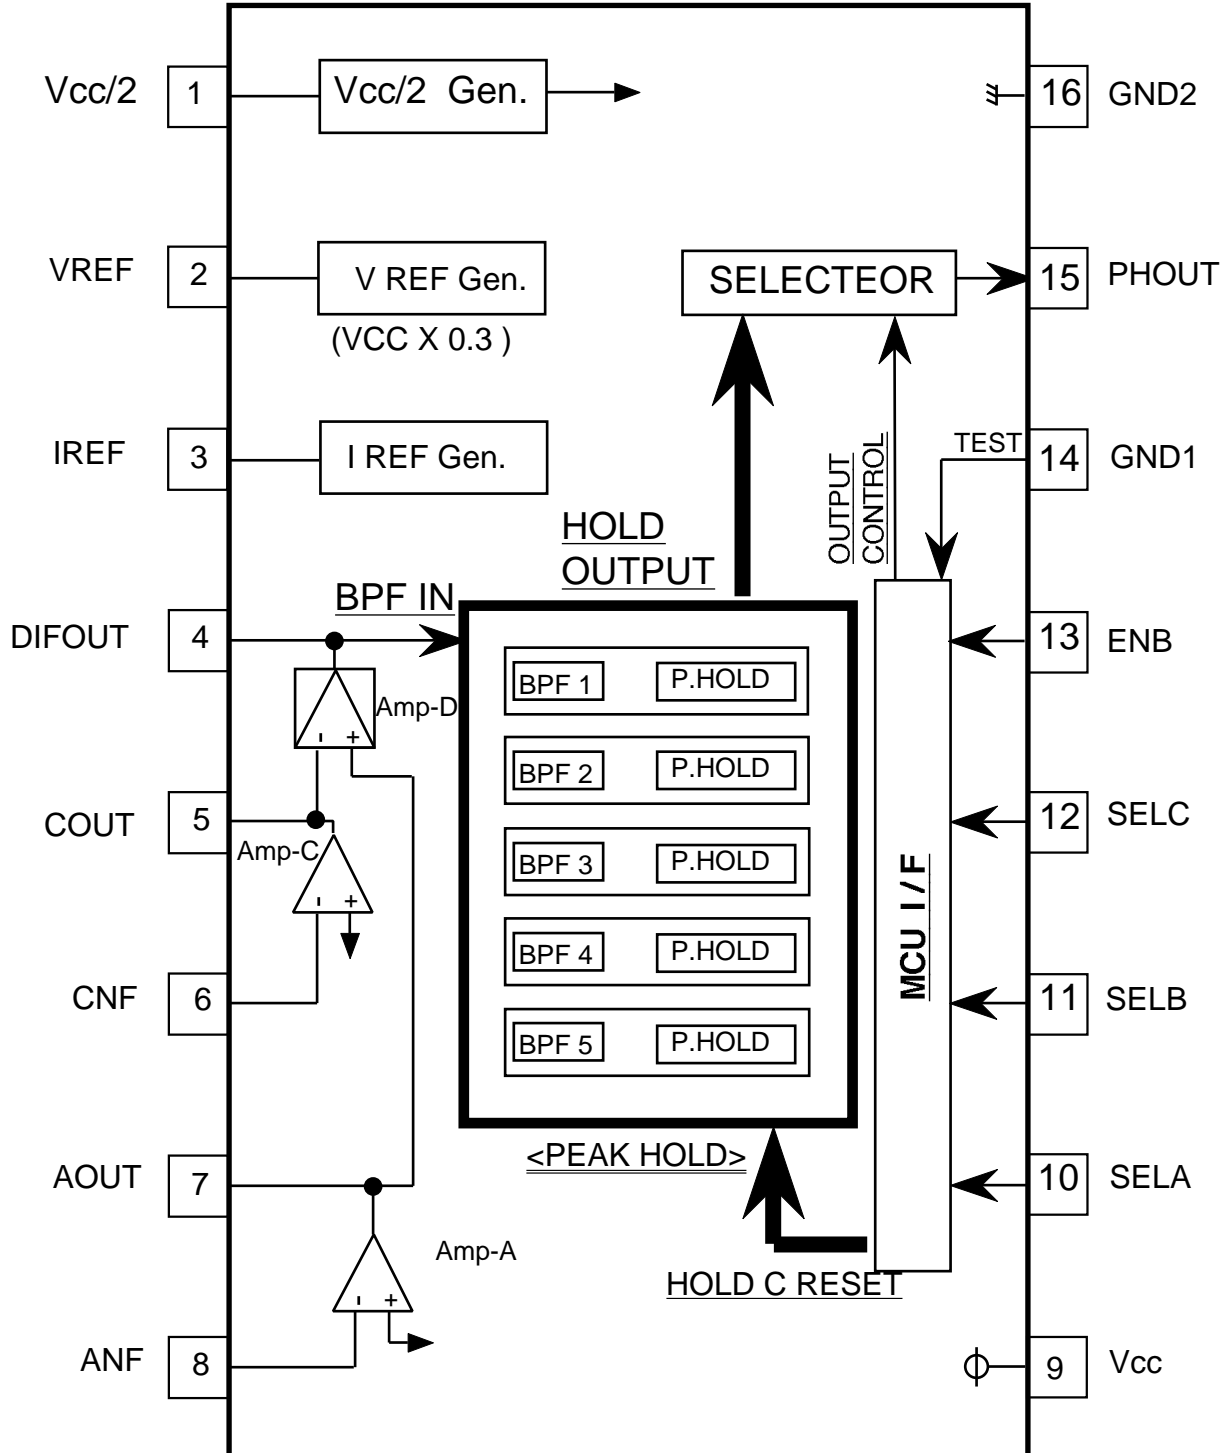 Vcc/2
1
Vcc/2 Gen.
16
GND2
VREF
2
V REF Gen.
(VCC X 0.3 )
SELECTEOR
15
PHOUT
IREF
3
I REF Gen.
OUTPUT
CONTROL
TEST
14
GND1
HOLD
OUTPUT
BPF IN
DIFOUT
4
13
ENB
BPF 1
P.HOLD
Amp-D
-
+
BPF 2
P.HOLD
COUT
5
12
SELC
Amp-C
-
+
BPF 3
P.HOLD
MCU I / F
BPF 4
P.HOLD
CNF
6
11
SELB
BPF 5
P.HOLD
<PEAK HOLD>
AOUT
7
10
SELA
Amp-A
-
+
HOLD C RESET
ANF
8
9
Vcc